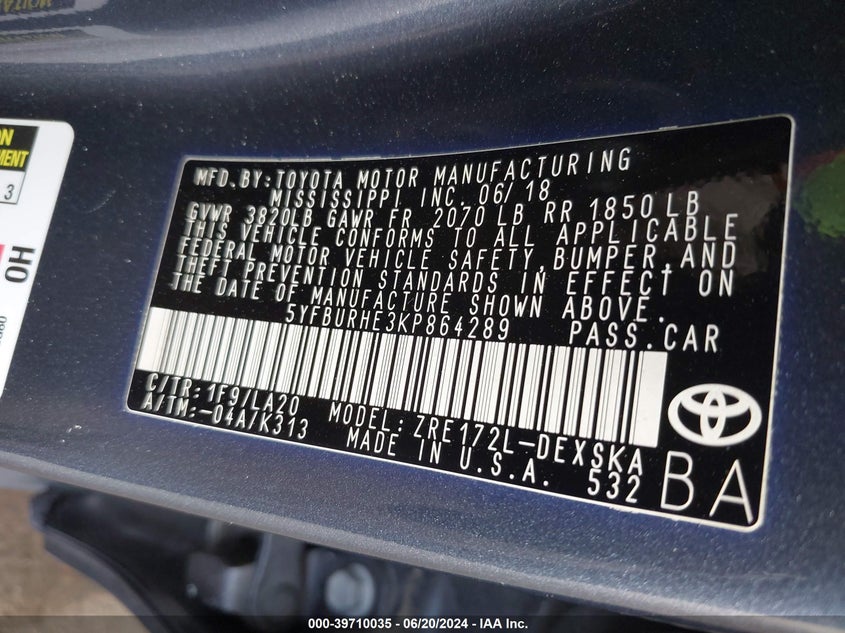 MFD. BY: TOYOTA MOTOR MANUFACTURING
MISSISSIPPI INC. 06/18
GVWR 3820LB GAWR FR 2070 LB RR 1850 LB
THIS VEHICLE CONFORMS TO ALL APPLICABLE
FEDERAL MOTOR VEHICLE SAFETY, BUMPER, AND
THEFT PREVENTION STANDARDS IN EFFECT ON
THE DATE OF MANUFACTURE SHOWN ABOVE.
5YFBURHE3KP864289 PASS.CAR
C/TR: 1F9/LA20 MODEL: ZRE172L-DEXSKA
A/TM: -04A/K313 MADE IN U.S.A. 532
BA
3
HO
000-39710035 - 06/20/2024 - IAA Inc.